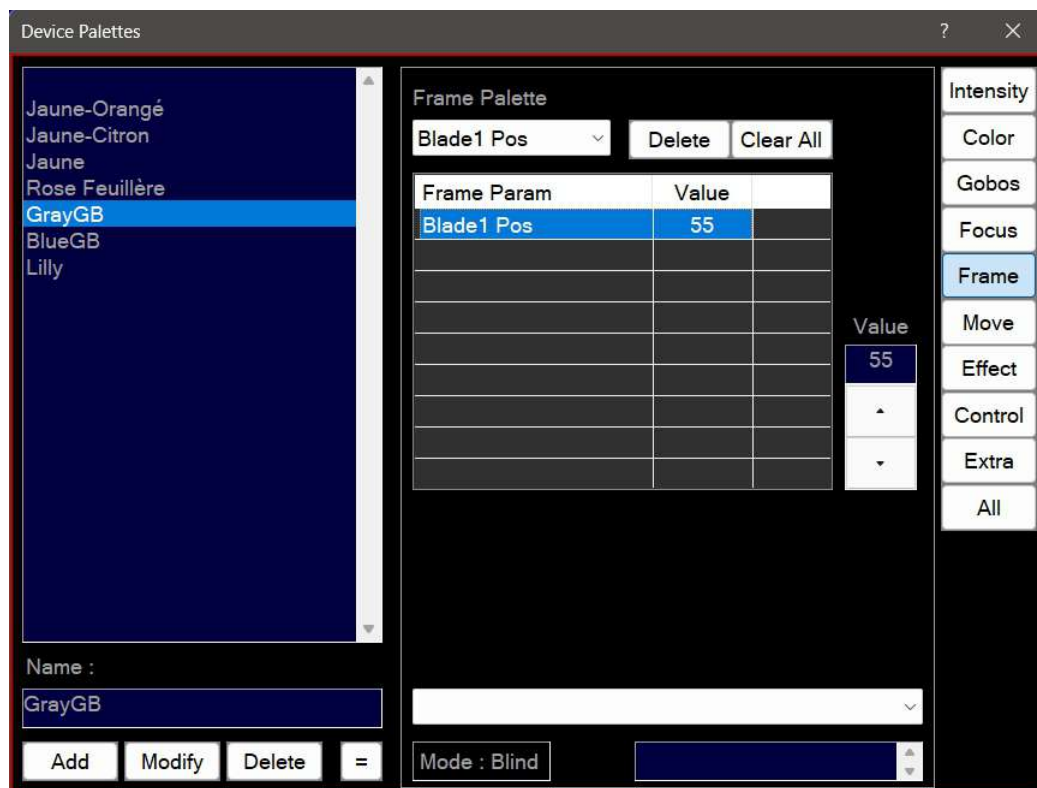 Device Palettes
?
Jaune-Orangé
Jaune-Citron
Jaune
Rose Feuillère
GrayGB
BlueGB
Lilly
Name :
GrayGB
Add Modify Delete =
Frame Palette
Blade1 Pos Delete Clear All
Frame Param Value
Blade1 Pos 55
Value
55
Mode : Blind
Intensity
Color
Gobos
Focus
Frame
Move
Effect
Control
Extra
All